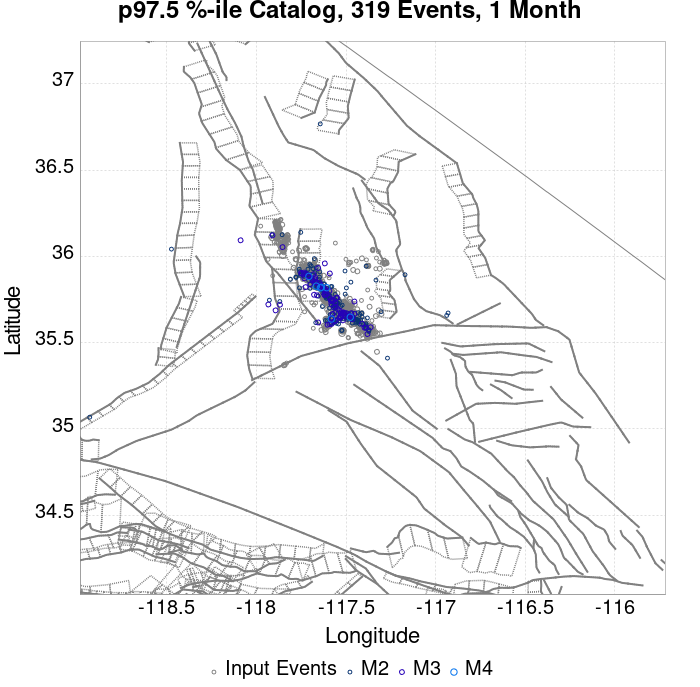 p97.5 %-ile Catalog, 319 Events, 1 Month
37
36.5
36
35.5
35
34.5
Latitude
-118.5 -118 -117.5 -117 -116.5 -116
Longitude
Input Events M2 M3 M4